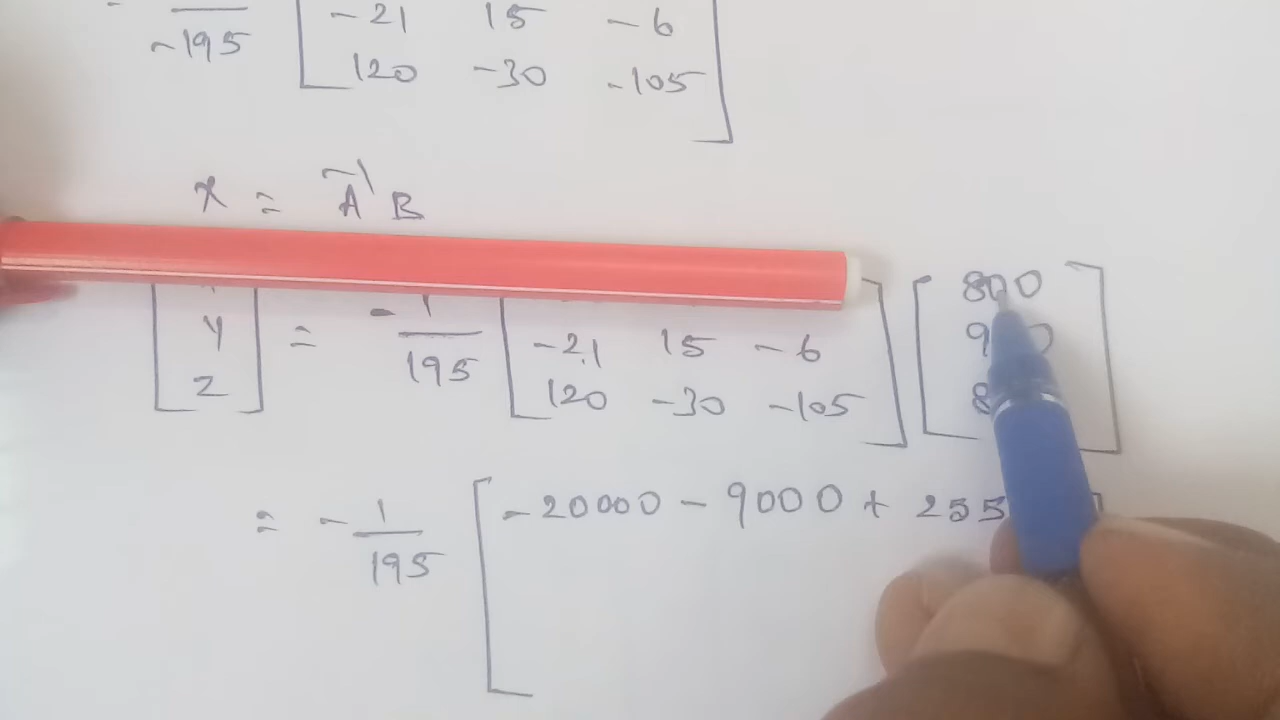 -21 15 -6
-195
120 -30 -105
x = A⁻¹ B
y = - 1/195 -21 15 -6 800
z 120 -30 -105
= - 1/195 [ -20000 - 9000 + 255